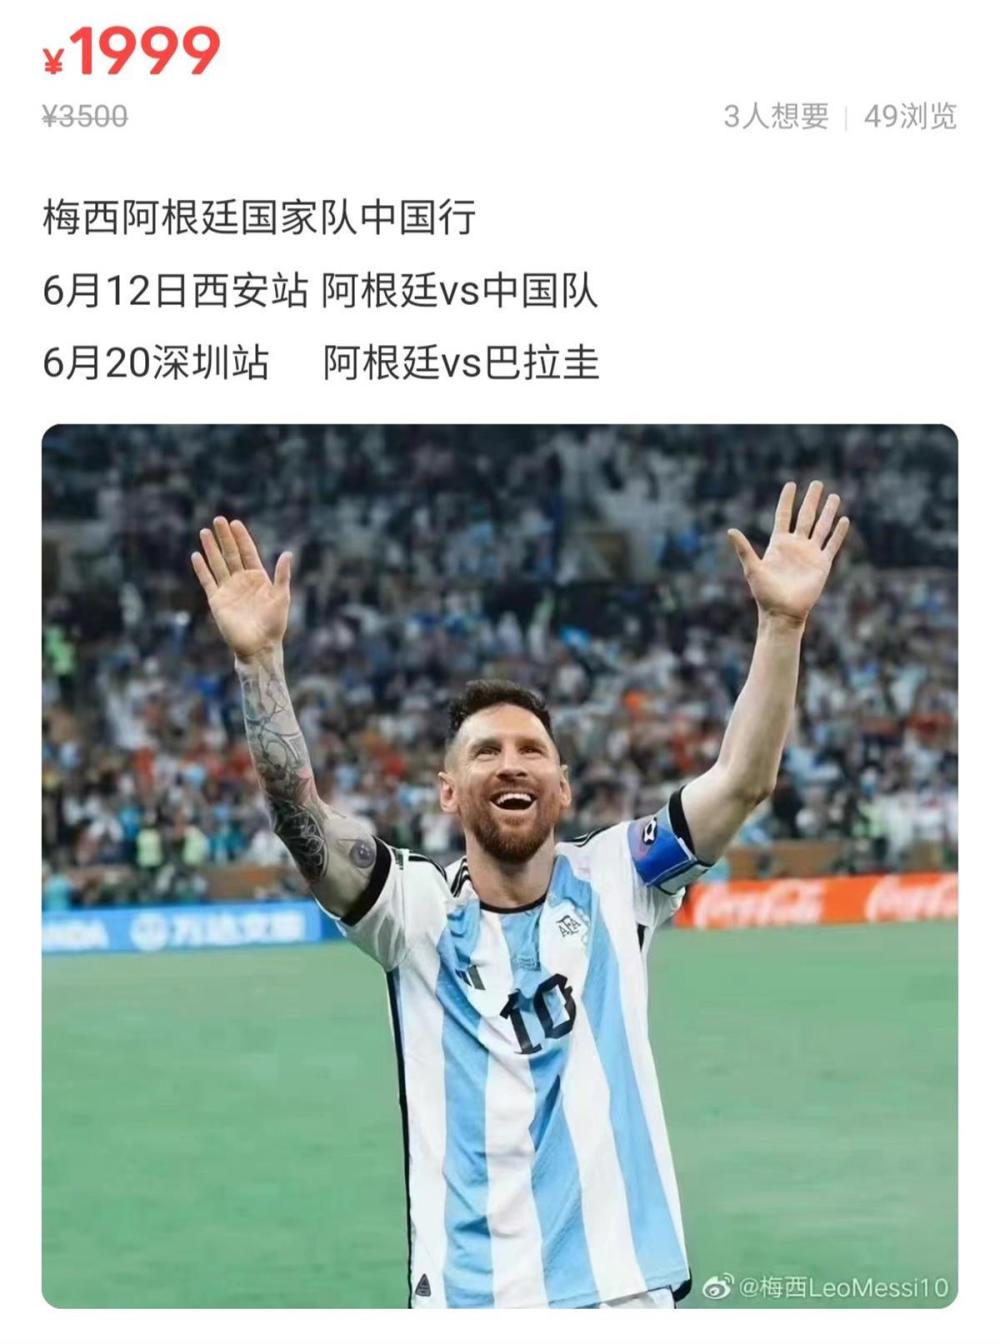 ¥1999
¥3500
3人想要 | 49浏览
梅西阿根廷国家队中国行
6月12日西安站 阿根廷vs中国队
6月20深圳站 阿根廷vs巴拉圭
AFA
10
万达文旅
Coca-Cola
@梅西LeoMessi10